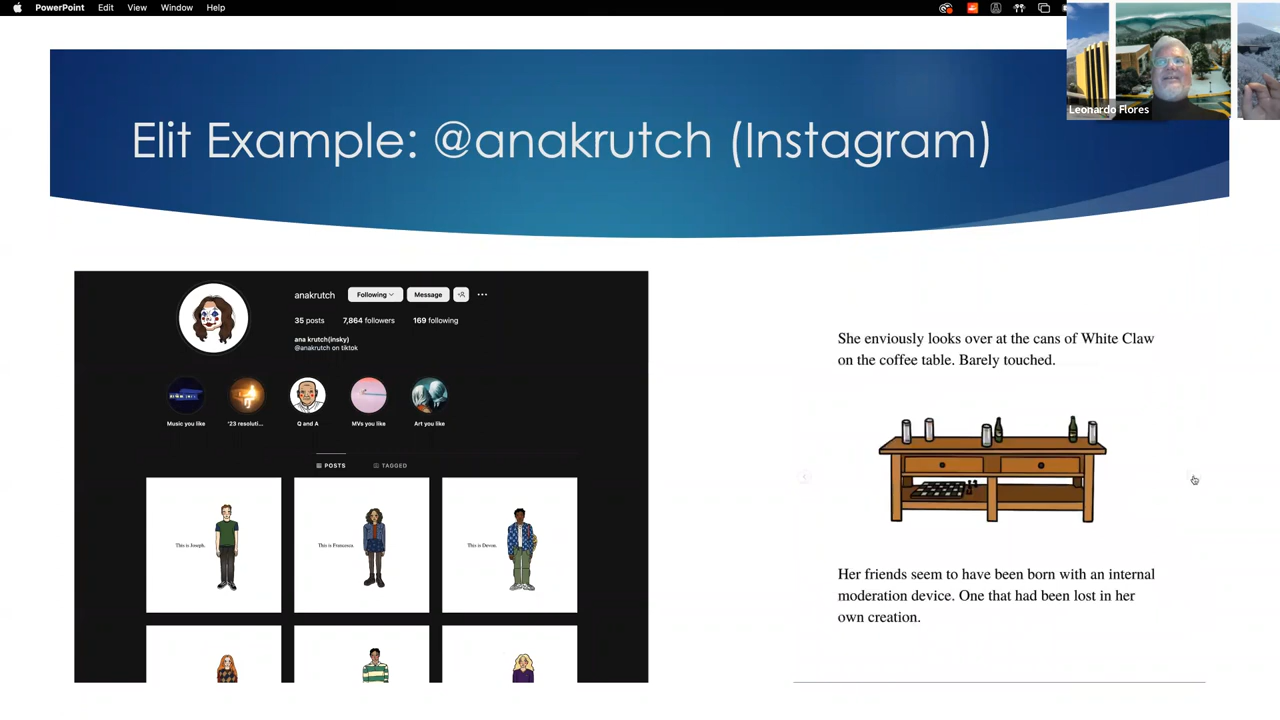 PowerPoint Edit View Window Help
Leonardo Flores
Elit Example: @anakrutch (Instagram)
anakrutch Following Message
35 posts 7,864 followers 169 following
ana krutch(insky)
@anakrutch on tiktok
Music you like '23 resoluti... Q and A MVs you like Art you like
POSTS TAGGED
This is Joseph. This is Francesca. This is Devon.
She enviously looks over at the cans of White Claw
on the coffee table. Barely touched.
Her friends seem to have been born with an internal
moderation device. One that had been lost in her
own creation.